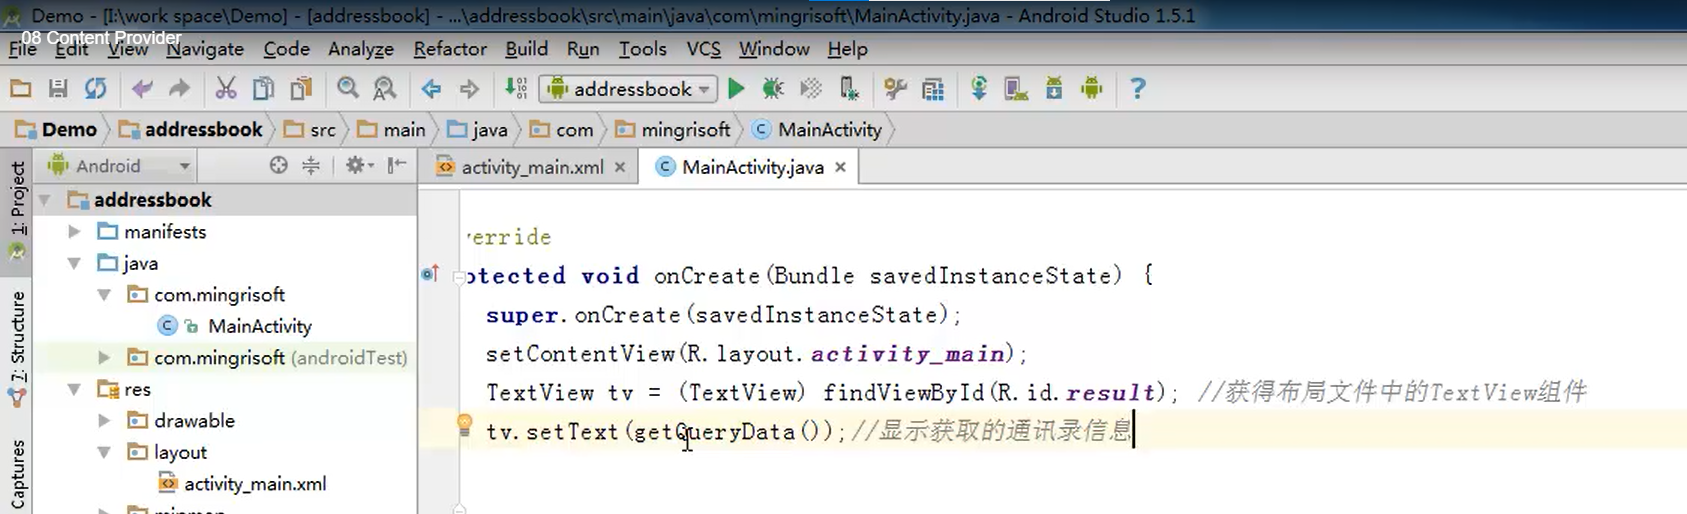 Demo - [I:\work space\Demo] - [addressbook] - ...\addressbook\src\main\java\com\mingrisoft\MainActivity.java - Android Studio 1.5.1
08 Content Provider
File Edit View Navigate Code Analyze Refactor Build Run Tools VCS Window Help
addressbook
Demo addressbook src main java com mingrisoft MainActivity
1: Project
7: Structure
Captures
Android
addressbook
manifests
java
com.mingrisoft
MainActivity
com.mingrisoft (androidTest)
res
drawable
layout
activity_main.xml
activity_main.xml MainActivity.java
verride
otected void onCreate(Bundle savedInstanceState) {
super.onCreate(savedInstanceState);
setContentView(R.layout.activity_main);
TextView tv = (TextView) findViewById(R.id.result); //获得布局文件中的TextView组件
tv.setText(getQueryData());//显示获取的通讯录信息